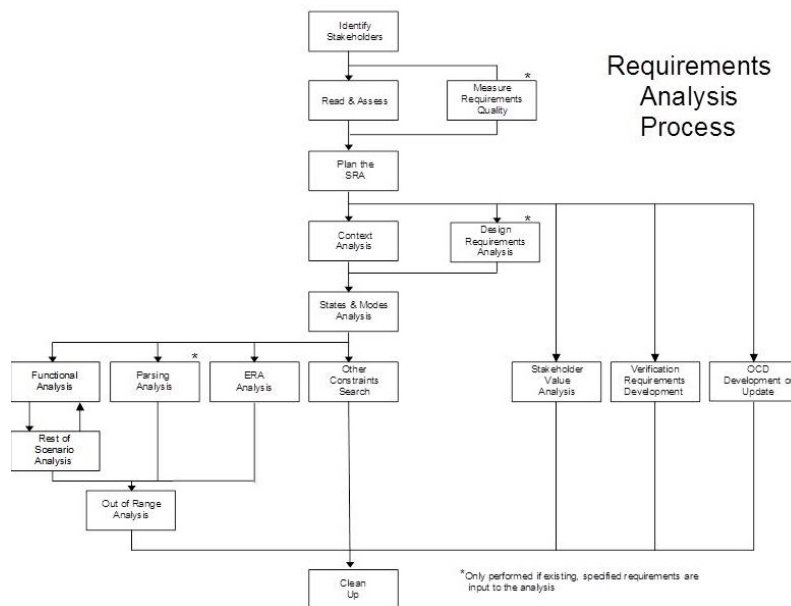 Identify
Stakeholders
Requirements
Analysis
Process
Read & Assess
*
Measure
Requirements
Quality
Plan the
SRA
Context
Analysis
*
Design
Requirements
Analysis
States & Modes
Analysis
Functional
Analysis
*
Parsing
Analysis
ERA
Analysis
Other
Constraints
Search
Stakeholder
Value
Analysis
Verification
Requirements
Development
OCD
Development or
Update
Rest of
Scenario
Analysis
Out of Range
Analysis
Clean
Up
*Only performed if existing, specified requirements are
input to the analysis